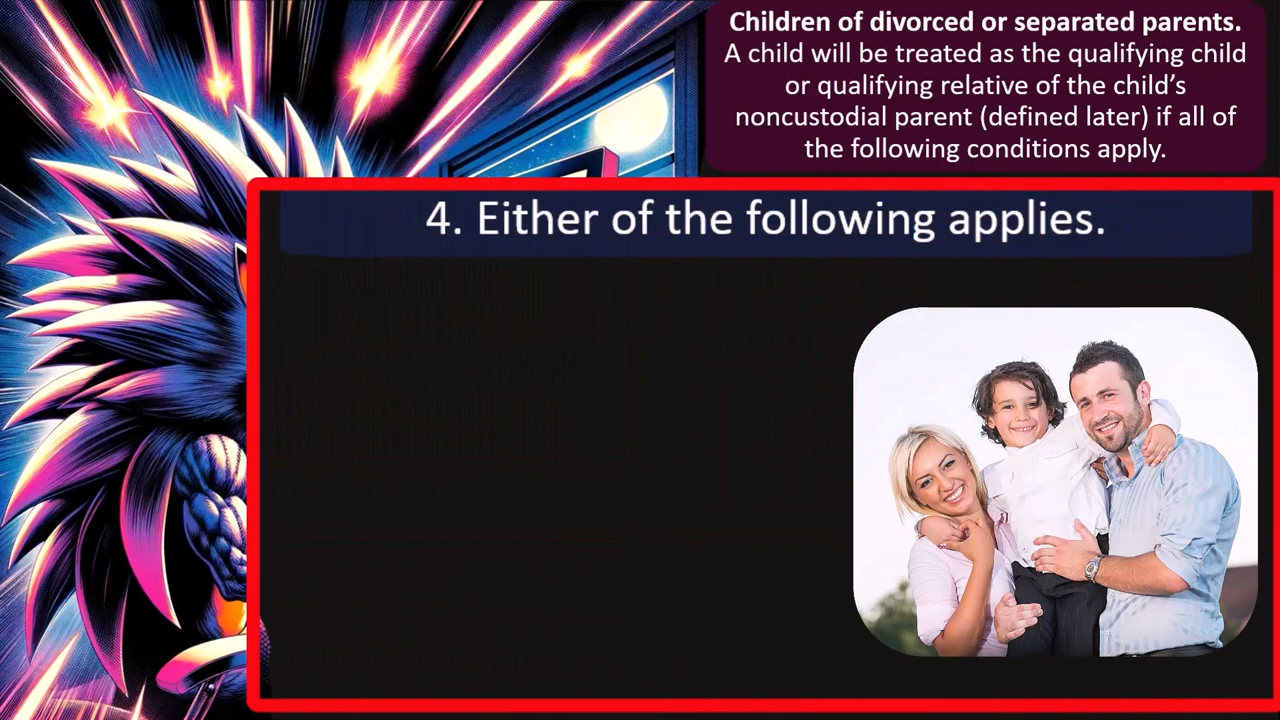 Children of divorced or separated parents.
A child will be treated as the qualifying child
or qualifying relative of the child’s
noncustodial parent (defined later) if all of
the following conditions apply.
4. Either of the following applies.